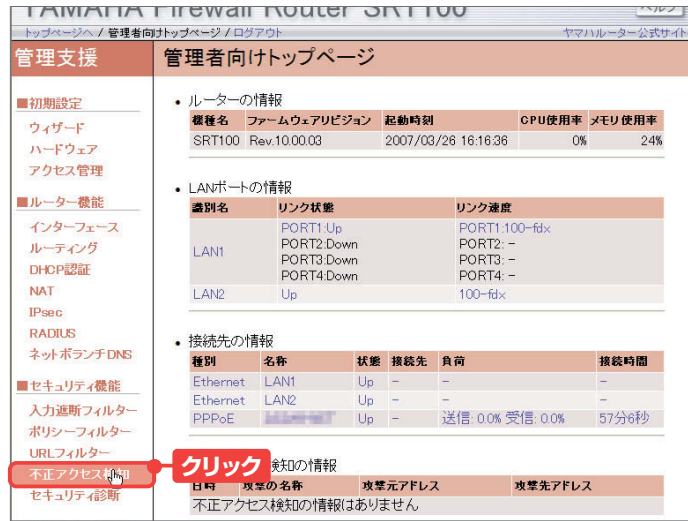 YAMAHA Firewall Router SRT100
ヘルプ
トップページへ / 管理者向けトップページ / ログアウト
ヤマハルーター公式サイト
管理支援
■初期設定
ウィザード
ハードウェア
アクセス管理
■ルーター機能
インターフェース
ルーティング
DHCP認証
NAT
IPsec
RADIUS
ネットボランチDNS
■セキュリティ機能
入力遮断フィルター
ポリシーフィルター
URLフィルター
不正アクセス検知
セキュリティ診断
クリック
管理者向けトップページ
• ルーターの情報
機種名 ファームウェアリビジョン 起動時刻 CPU使用率 メモリ使用率
SRT100 Rev.10.00.03 2007/03/26 16:16:36 0% 24%
• LANポートの情報
識別名 リンク状態 リンク速度
LAN1 PORT1:Up PORT1:100-fdx
PORT2:Down PORT2: -
PORT3:Down PORT3: -
PORT4:Down PORT4: -
LAN2 Up 100-fdx
• 接続先の情報
種別 名称 状態 接続先 負荷 接続時間
Ethernet LAN1 Up - - -
Ethernet LAN2 Up - - -
PPPoE Up - 送信: 0.0% 受信: 0.0% 57分6秒
検知の情報
日時 攻撃の名称 攻撃元アドレス 攻撃先アドレス
不正アクセス検知の情報はありません